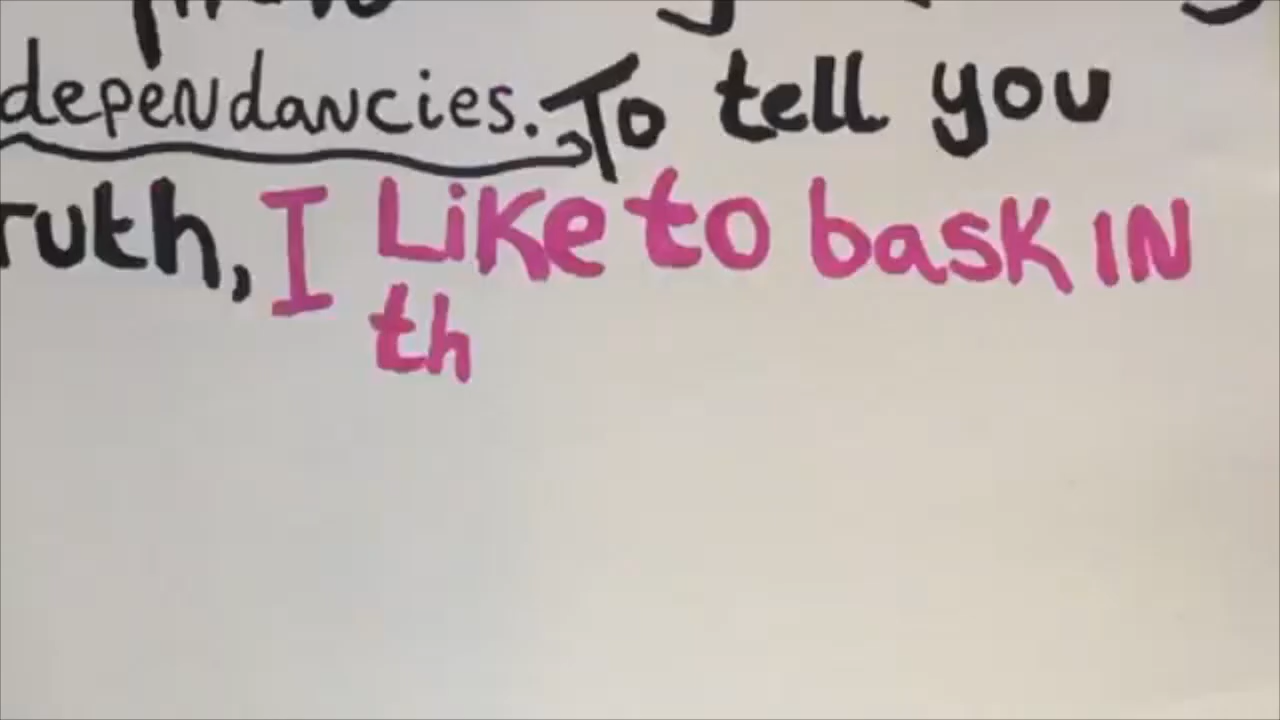 dependancies. To tell you
ruth, I Like to bask IN
th